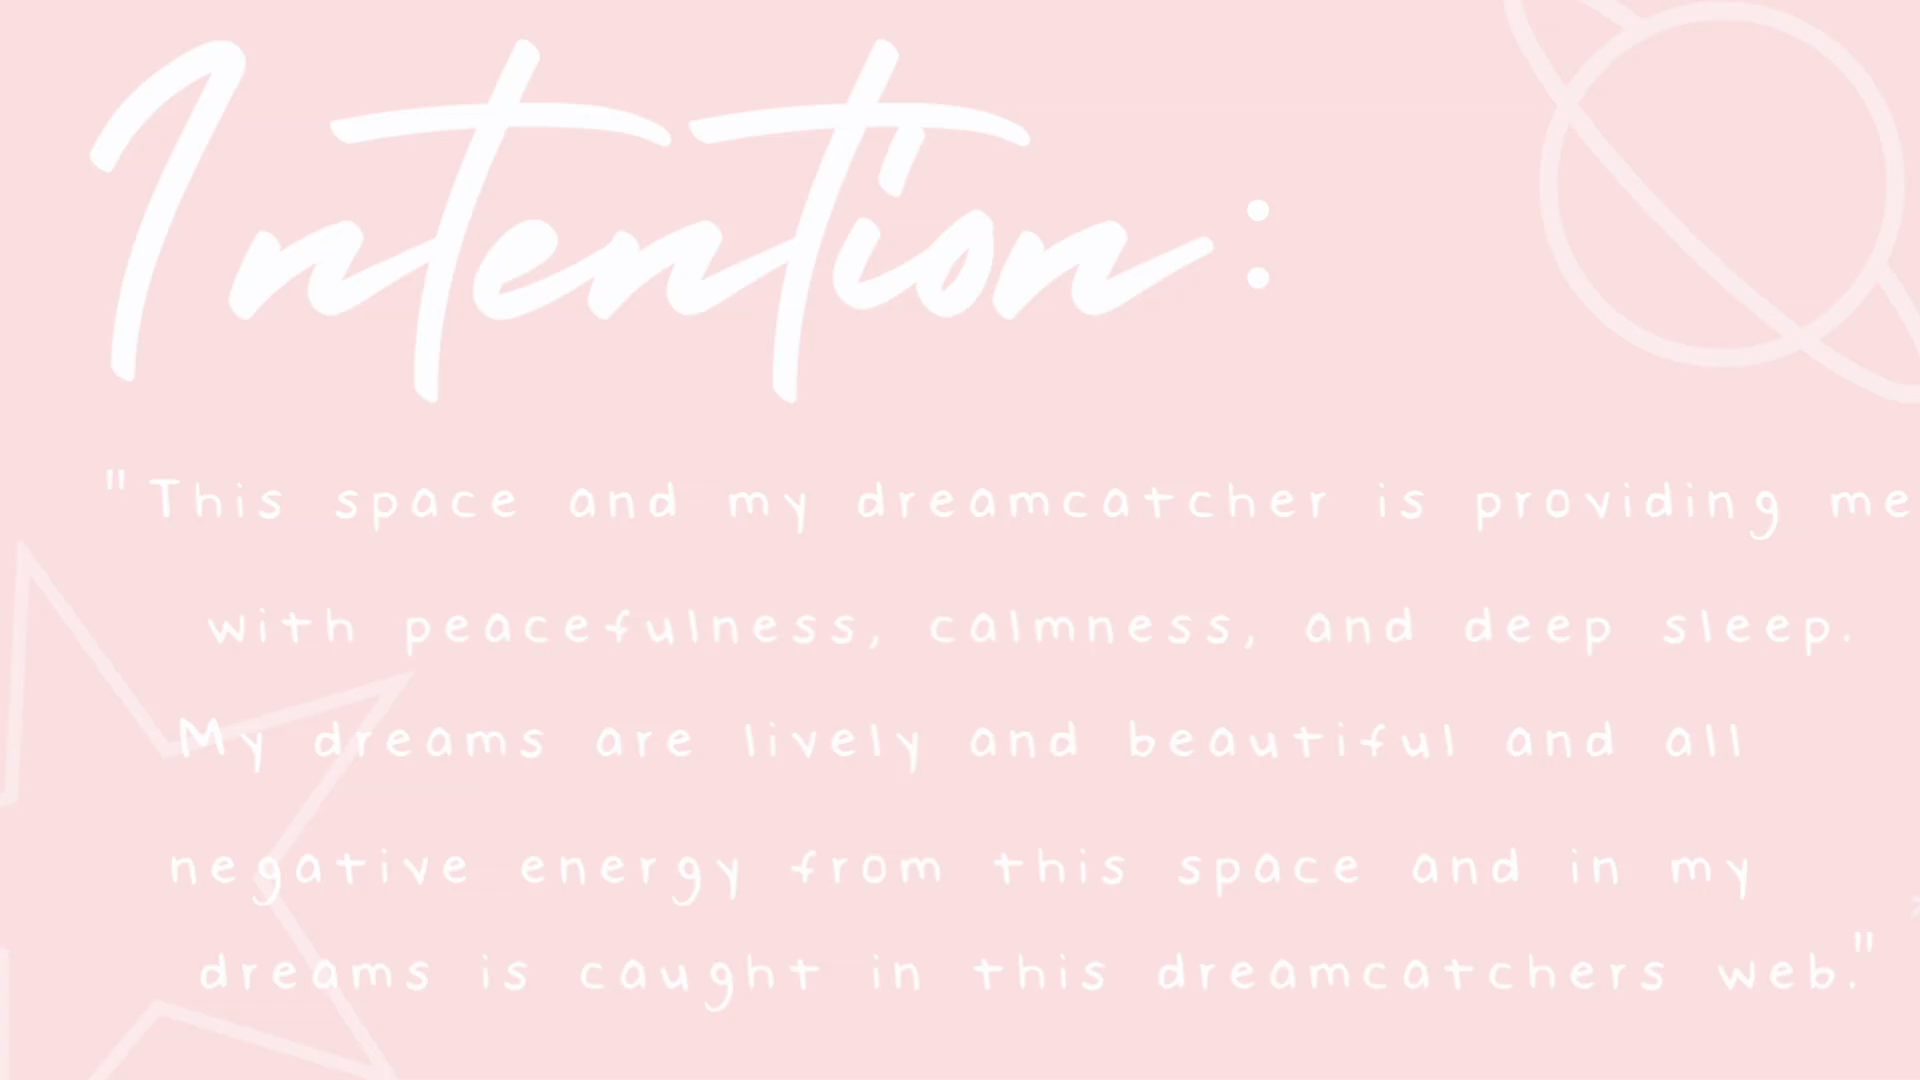 Intention:
"This space and my dreamcatcher is providing me
with peacefulness, calmness, and deep sleep.
My dreams are lively and beautiful and all
negative energy from this space and in my
dreams is caught in this dreamcatchers web."